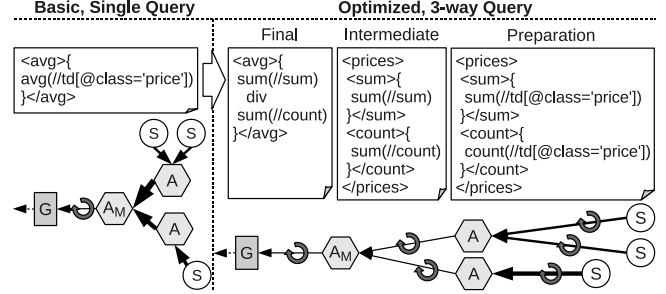 Basic, Single Query
Optimized, 3-way Query
Final
Intermediate
Preparation
<avg>{
avg(//td[@class='price'])
}</avg>
<avg>{
sum(//sum)
div
sum(//count)
}</avg>
<prices>
<sum>{
sum(//sum)
}</sum>
<count>{
sum(//count)
}</count>
</prices>
<prices>
<sum>{
sum(//td[@class='price'])
}</sum>
<count>{
count(//td[@class='price'])
}</count>
</prices>
S
S
A
G
AM
A
S
G
AM
A
A
S
S
S